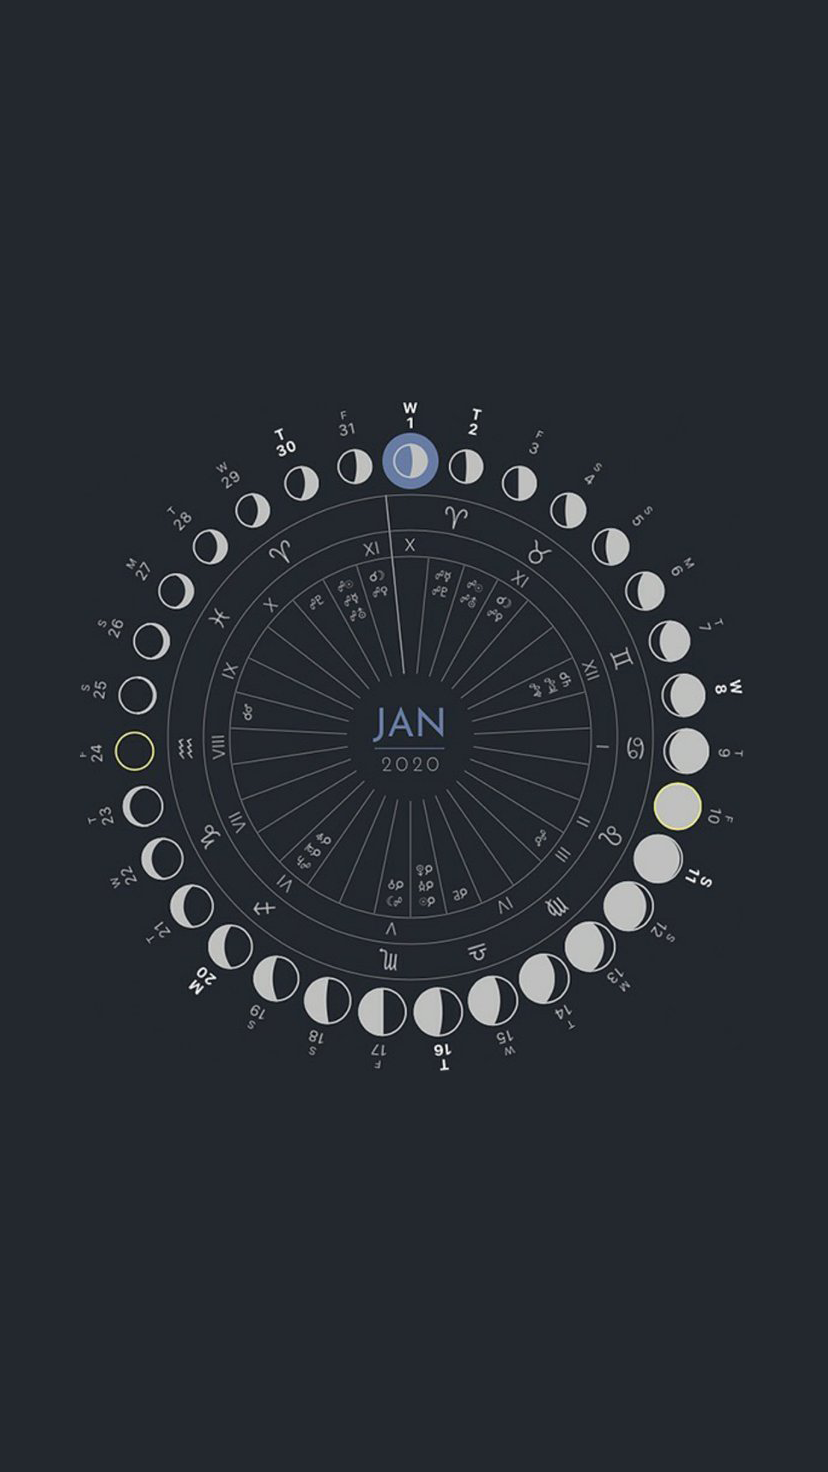 W
1
T
2
F
3
S
4
S
5
M
6
T
7
W
8
T
9
F
10
S
11
S
12
M
13
T
14
W
15
T
16
F
17
S
18
S
19
M
20
T
21
W
22
T
23
F
24
S
25
S
26
M
27
T
28
W
29
T
30
F
31
♈
♉
♊
♋
♌
♍
♎
♏
♐
♑
♒
♓
♈
X
XI
XII
I
II
III
IV
V
VI
VII
VIII
IX
X
XI
JAN
2020